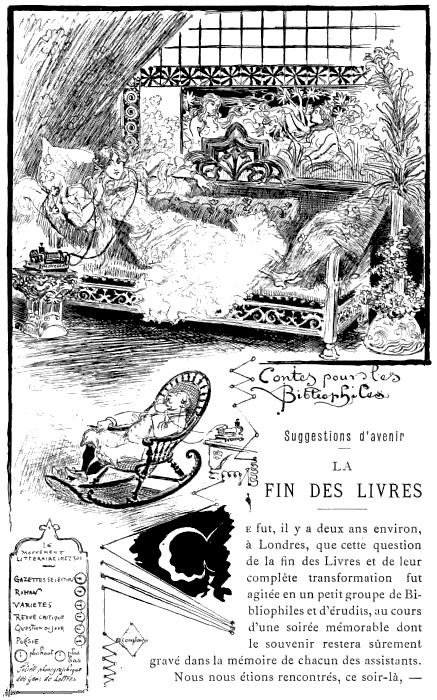 Contes pour les
Bibliophiles
Suggestions d'avenir
LA
FIN DES LIVRES
E fut, il y a deux ans environ,
à Londres, que cette question
de la fin des Livres et de leur
complète transformation fut
agitée en un petit groupe de Bi-
bliophiles et d'érudits, au cours
d'une soirée mémorable dont
le souvenir restera sûrement
gravé dans la mémoire de chacun des assistants.
Nous nous étions rencontrés, ce soir-là, —
LE
MOUVEMENT
LITTERAIRE CHEZ SOI
GAZETTES
ROMAN
VARIETES
REVUE CRITIQUE
QUESTION DU JOUR
POÉSIE
plus haut
plus
bas
phonographique
des Gens de Lettres